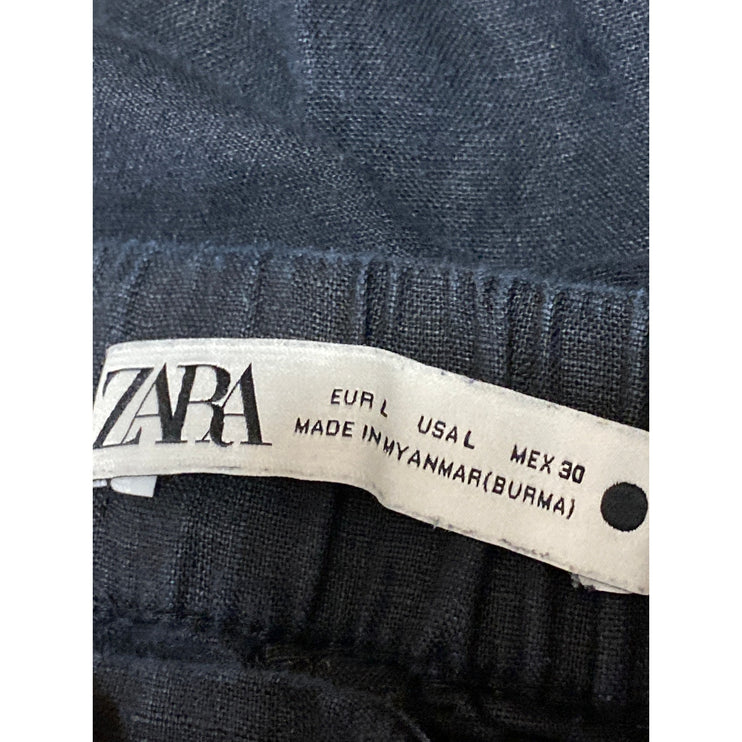 ZARA
EUR L USA L MEX 30
MADE IN MYANMAR(BURMA)